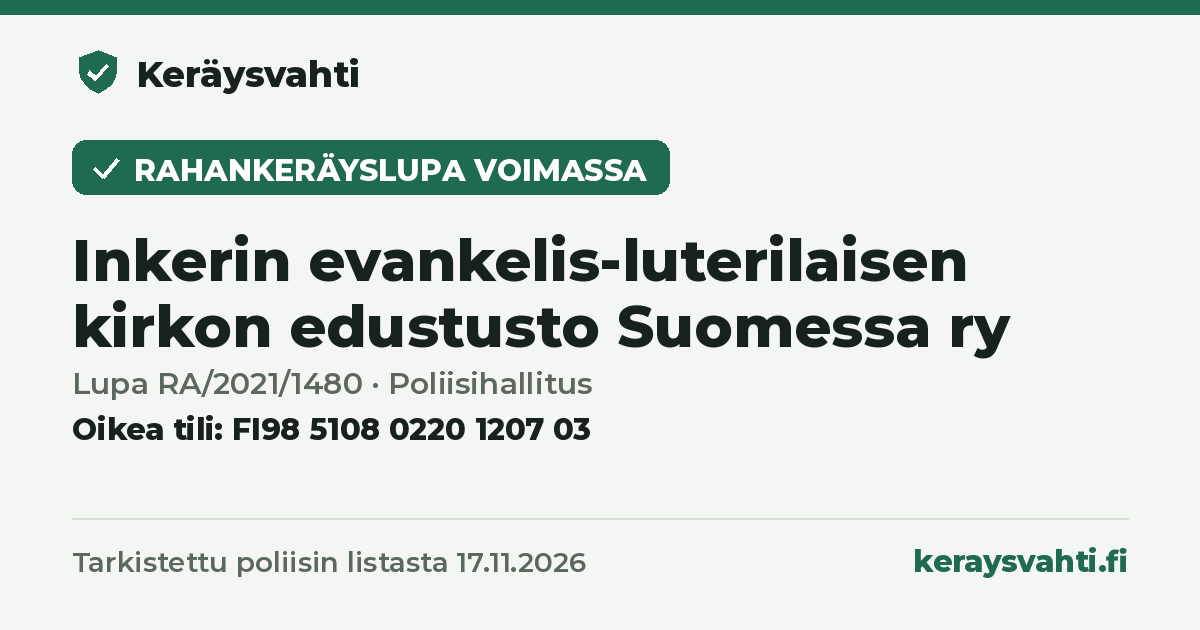 Keräysvahti
RAHANKERÄYSLUPA VOIMASSA
Inkerin evankelis-luterilaisen
kirkon edustusto Suomessa ry
Lupa RA/2021/1480 · Poliisihallitus
Oikea tili: FI98 5108 0220 1207 03
Tarkistettu poliisin listasta 17.11.2026
keraysvahti.fi